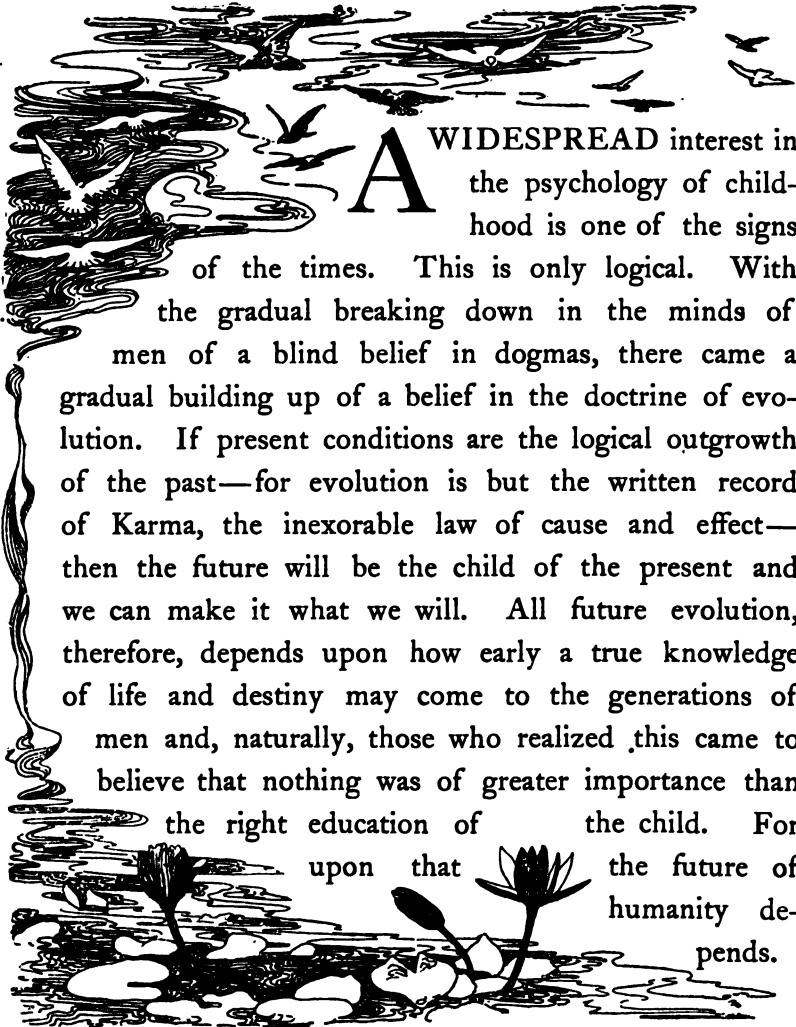 A WIDESPREAD interest in
the psychology of child-
hood is one of the signs
of the times. This is only logical. With
the gradual breaking down in the minds of
men of a blind belief in dogmas, there came a
gradual building up of a belief in the doctrine of evo-
lution. If present conditions are the logical outgrowth
of the past—for evolution is but the written record
of Karma, the inexorable law of cause and effect—
then the future will be the child of the present and
we can make it what we will. All future evolution,
therefore, depends upon how early a true knowledge
of life and destiny may come to the generations of
men and, naturally, those who realized this came to
believe that nothing was of greater importance than
the right education of the child. For
upon that the future of
humanity de-
pends.